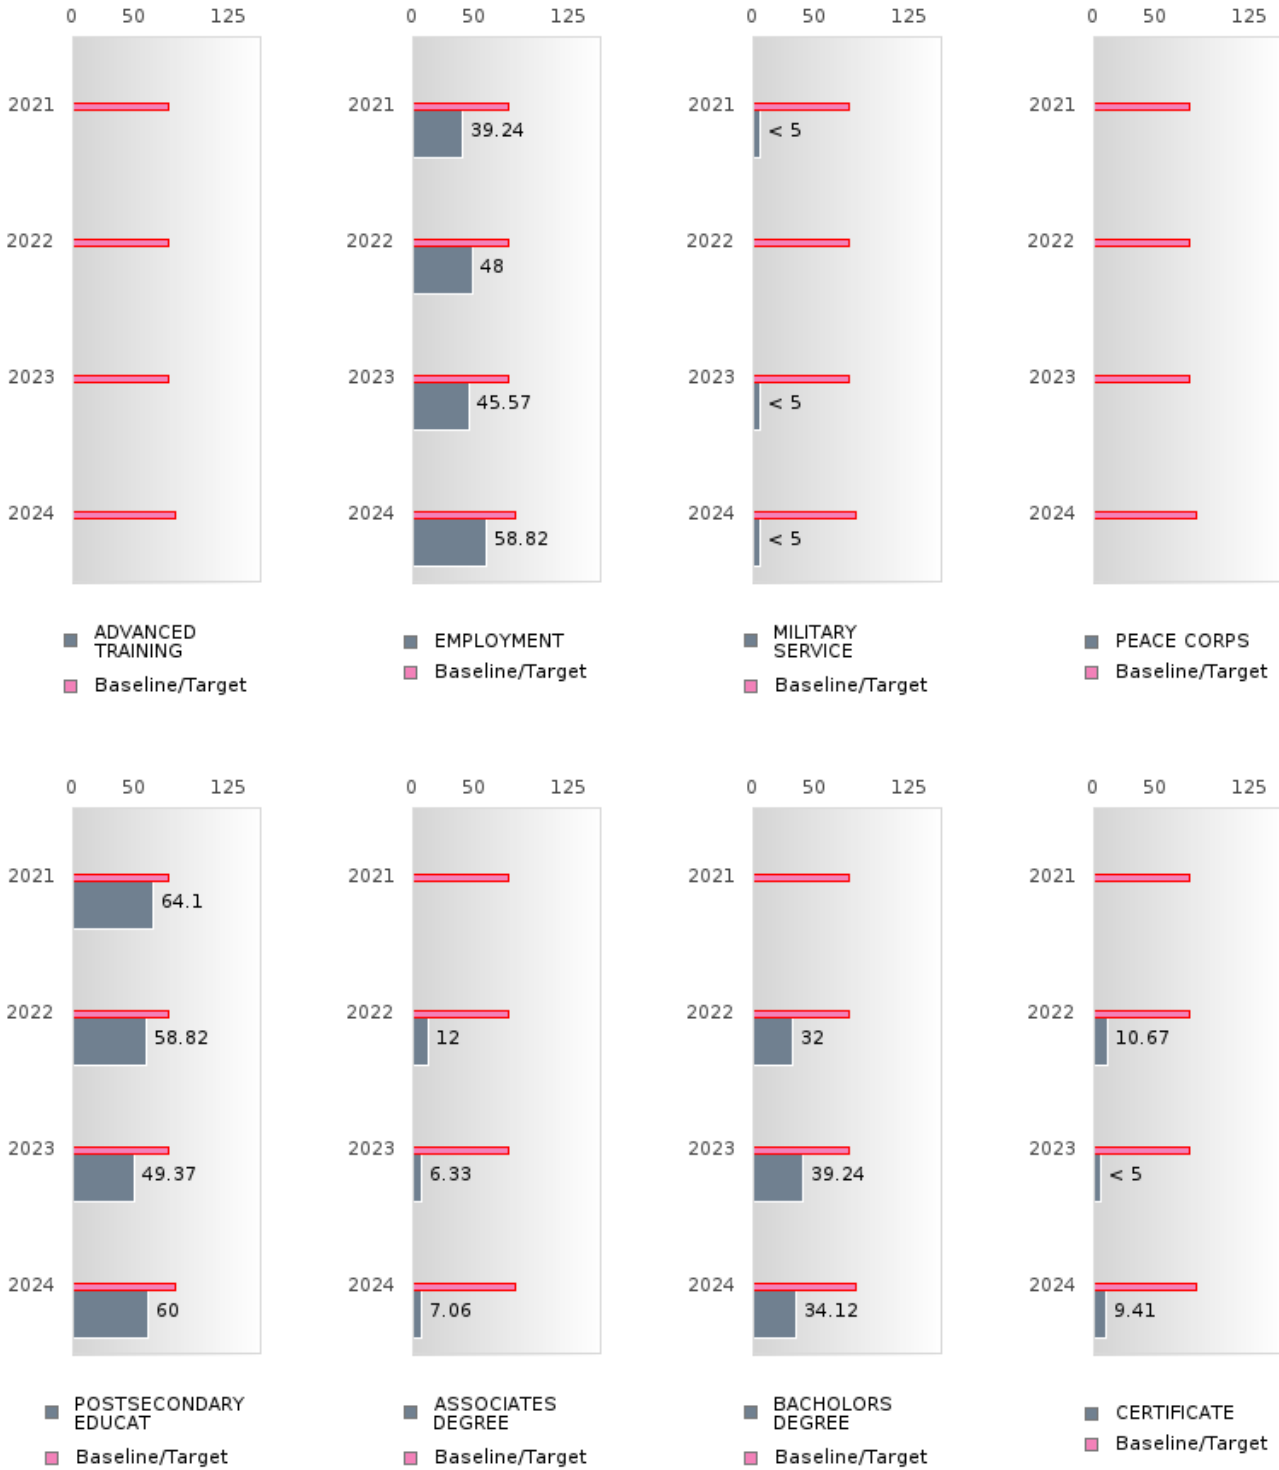 0 50 125
2021
2022
2023
2024
ADVANCED
TRAINING
Baseline/Target
0 50 125
2021
39.24
2022
48
2023
45.57
2024
58.82
EMPLOYMENT
Baseline/Target
0 50 125
2021
< 5
2022
2023
< 5
2024
< 5
MILITARY
SERVICE
Baseline/Target
0 50 125
2021
2022
2023
2024
PEACE CORPS
Baseline/Target
0 50 125
2021
64.1
2022
58.82
2023
49.37
2024
60
POSTSECONDARY
EDUCAT
Baseline/Target
0 50 125
2021
2022
12
2023
6.33
2024
7.06
ASSOCIATES
DEGREE
Baseline/Target
0 50 125
2021
2022
32
2023
39.24
2024
34.12
BACHOLORS
DEGREE
Baseline/Target
0 50 125
2021
2022
10.67
2023
< 5
2024
9.41
CERTIFICATE
Baseline/Target